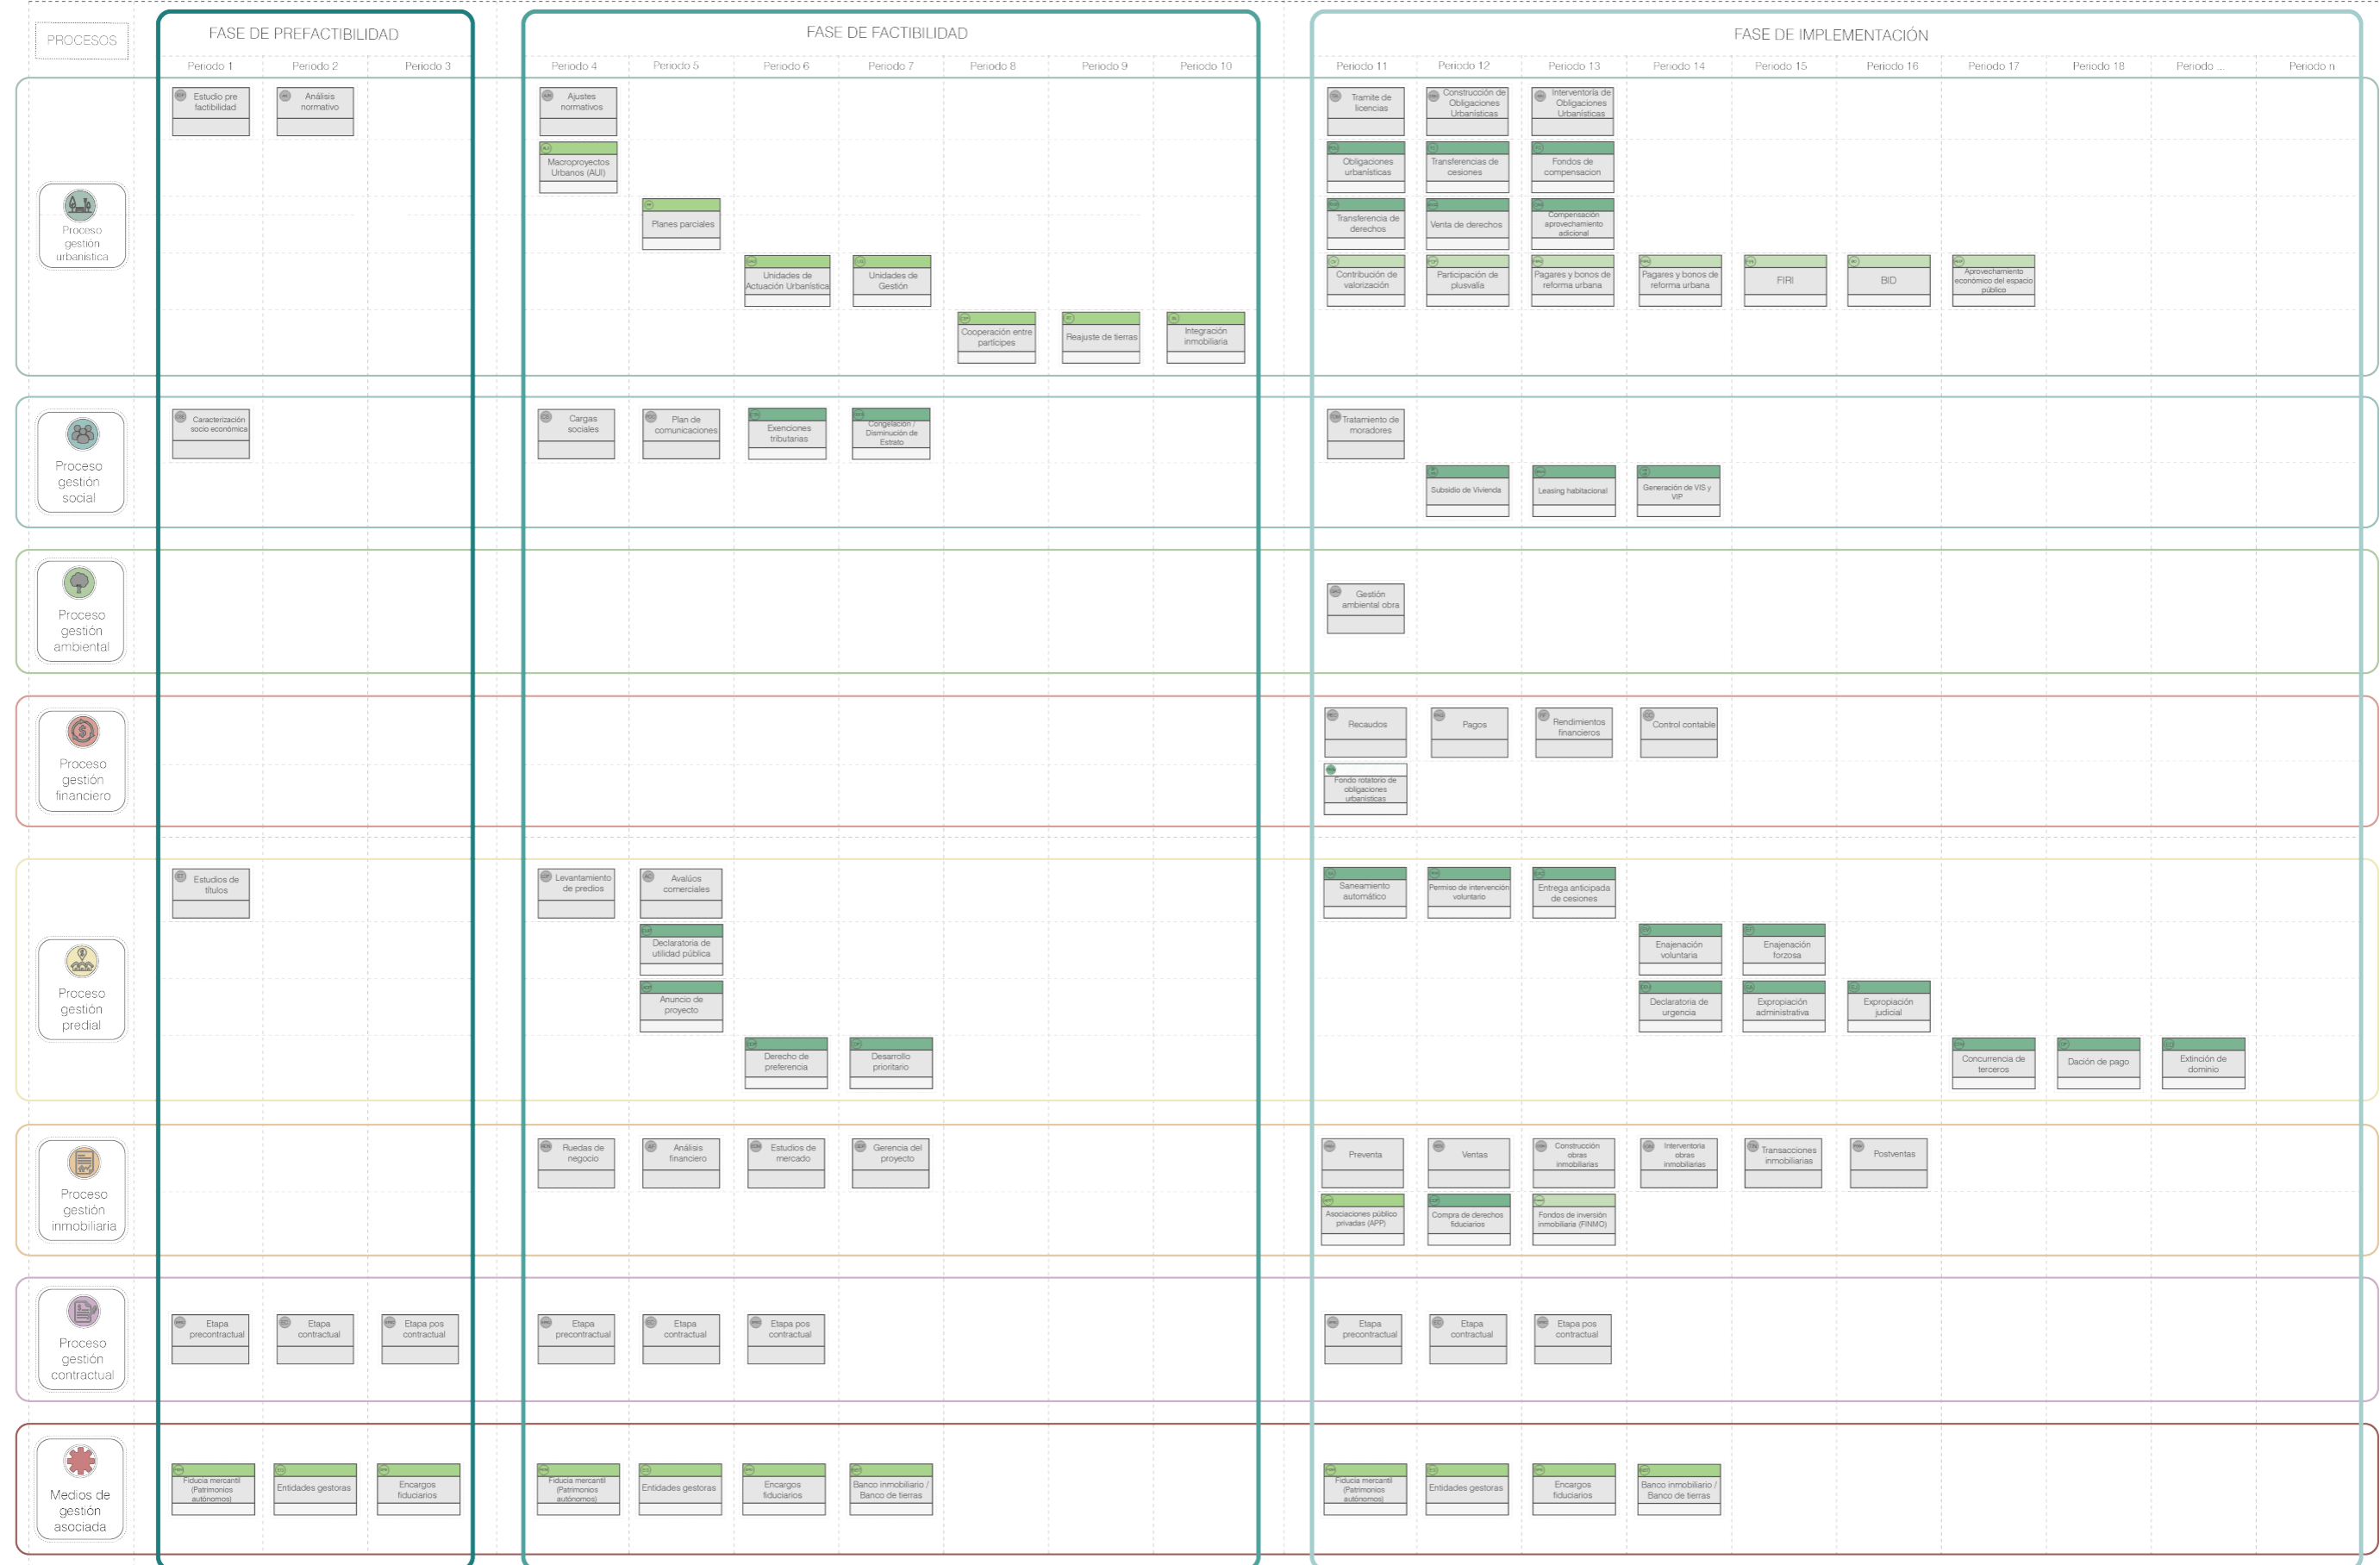 PROCESOS
FASE DE PREFACTIBILIDAD
FASE DE FACTIBILIDAD
FASE DE IMPLEMENTACIÓN
Periodo 1
Periodo 2
Periodo 3
Periodo 4
Periodo 5
Periodo 6
Periodo 7
Periodo 8
Periodo 9
Periodo 10
Periodo 11
Periodo 12
Periodo 13
Periodo 14
Periodo 15
Periodo 16
Periodo 17
Periodo 18
Periodo ...
Periodo n
Proceso
gestión
urbanística
Estudio pre
factibilidad
Análisis
normativo
Ajustes
normativos
Tramite de
licencias
Construcción de
Obligaciones
Urbanísticas
Interventoría de
Obligaciones
Urbanísticas
Macroproyectos
Urbanos (AUI)
Obligaciones
urbanísticas
Transferencias de
cesiones
Fondos de
compensacion
Planes parciales
Transferencia de
derechos
Venta de derechos
Compensación
aprovechamiento
adicional
Unidades de
Actuación Urbanística
Unidades de
Gestión
Contribución de
valorización
Participación de
plusvalía
Pagares y bonos de
reforma urbana
Pagares y bonos de
reforma urbana
FIRI
BID
Aprovechamiento
económico del espacio
público
Cooperación entre
partícipes
Reajuste de tierras
Integración
inmobiliaria
Proceso
gestión
social
Caracterización
socio económica
Cargas
sociales
Plan de
comunicaciones
Exenciones
tributarias
Congelación /
Disminución de
Estrato
Tratamiento de
moradores
Subsidio de Vivienda
Leasing habitacional
Generación de VIS y
VIP
Proceso
gestión
ambiental
Gestión
ambiental obra
Proceso
gestión
financiero
Recaudos
Pagos
Rendimientos
financieros
Control contable
Fondo rotatorio de
obligaciones
urbanísticas
Proceso
gestión
predial
Estudios de
títulos
Levantamiento
de predios
Avalúos
comerciales
Saneamiento
automático
Permiso de intervención
voluntario
Entrega anticipada
de cesiones
Declaratoria de
utilidad pública
Enajenación
voluntaria
Enajenación
forzosa
Anuncio de
proyecto
Declaratoria de
urgencia
Expropiación
administrativa
Expropiación
judicial
Derecho de
preferencia
Desarrollo
prioritario
Concurrencia de
terceros
Dación de pago
Extinción de
dominio
Proceso
gestión
inmobiliaria
Ruedas de
negocio
Análisis
financiero
Estudios de
mercado
Gerencia del
proyecto
Preventa
Ventas
Construcción
obras
inmobiliarias
Interventoria
obras
inmobiliarias
Transacciones
inmobiliarias
Postventas
Asociaciones público
privadas (APP)
Compra de derechos
fiduciarios
Fondos de inversión
inmobiliaria (FINMO)
Proceso
gestión
contractual
Etapa
precontractual
Etapa
contractual
Etapa pos
contractual
Etapa
precontractual
Etapa
contractual
Etapa pos
contractual
Etapa
precontractual
Etapa
contractual
Etapa pos
contractual
Medios de
gestión
asociada
Fiducia mercantil
(Patrimonios
autónomos)
Entidades gestoras
Encargos
fiduciarios
Fiducia mercantil
(Patrimonios
autónomos)
Entidades gestoras
Encargos
fiduciarios
Banco inmobiliario /
Banco de tierras
Fiducia mercantil
(Patrimonios
autónomos)
Entidades gestoras
Encargos
fiduciarios
Banco inmobiliario /
Banco de tierras